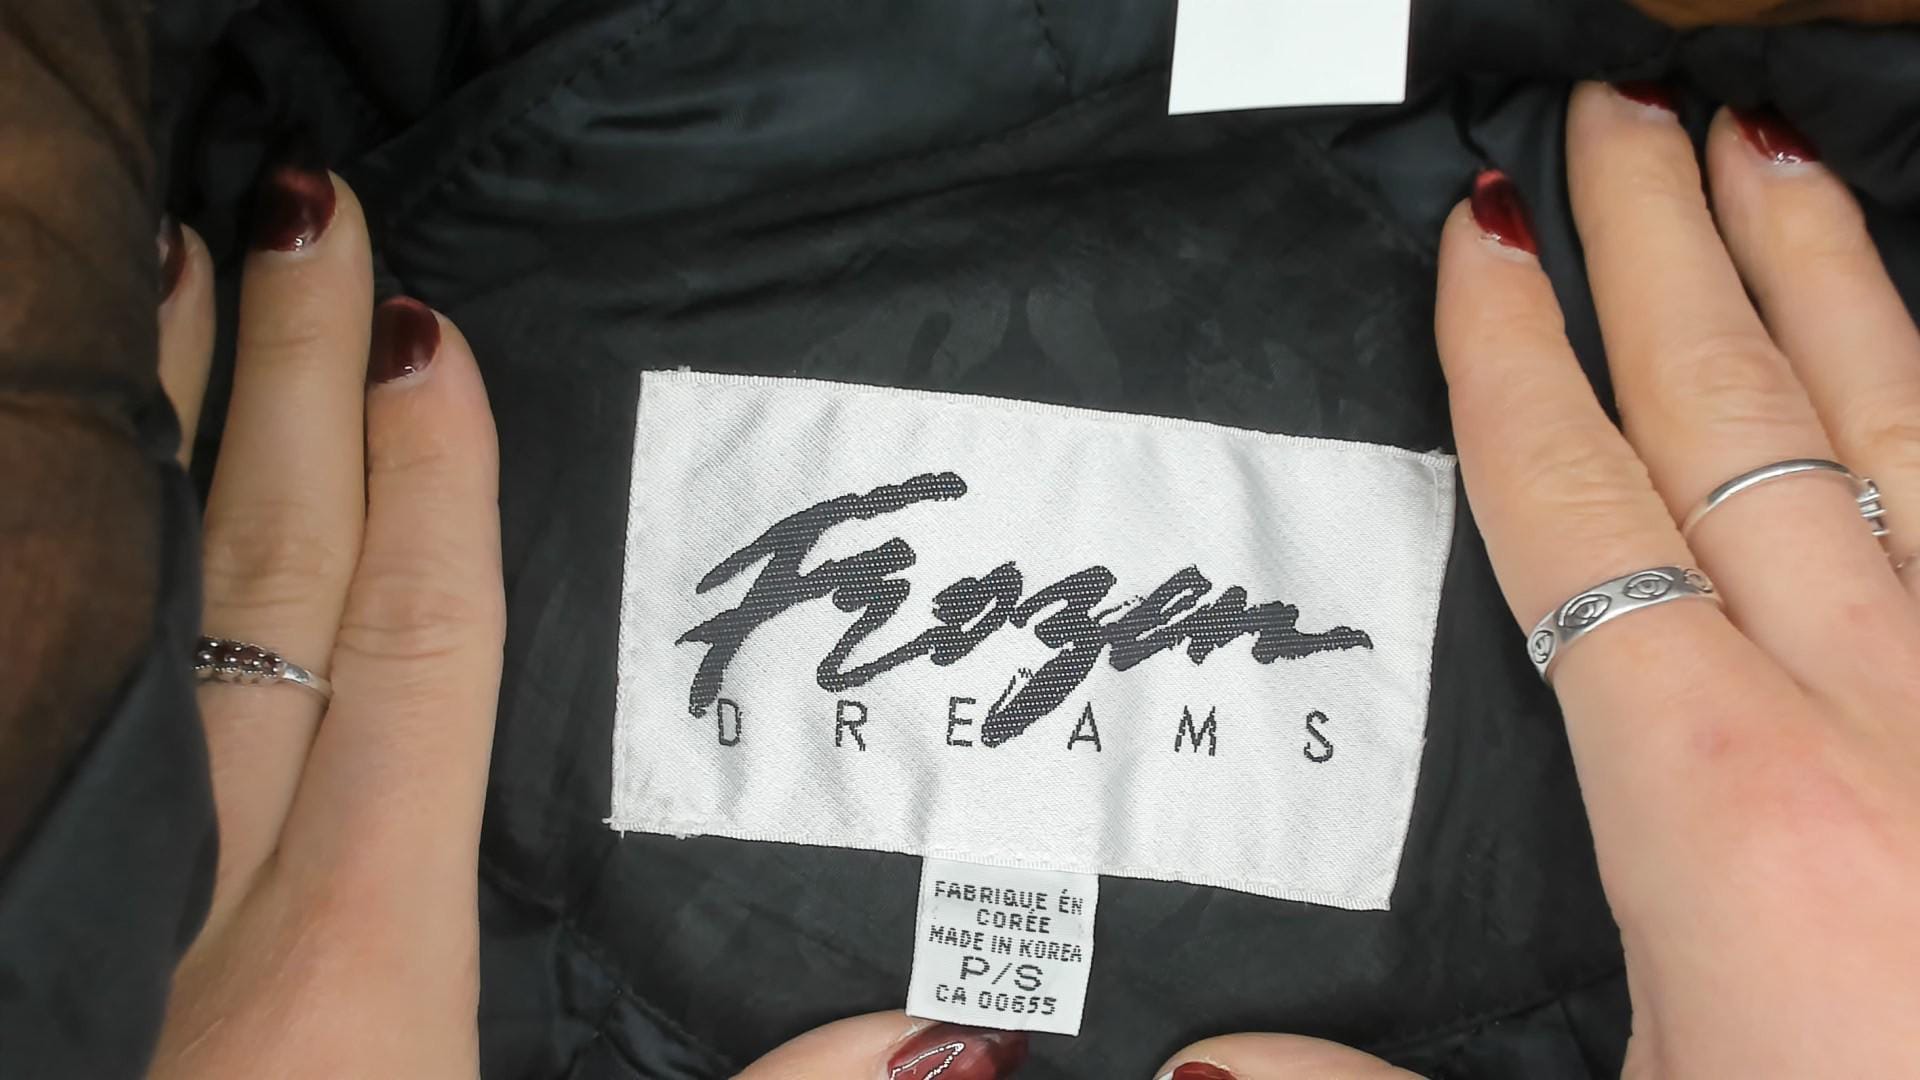 Frozen
DREAMS
FABRIQUE ÉN
CORÉE
MADE IN KOREA
P/S
CA 00655